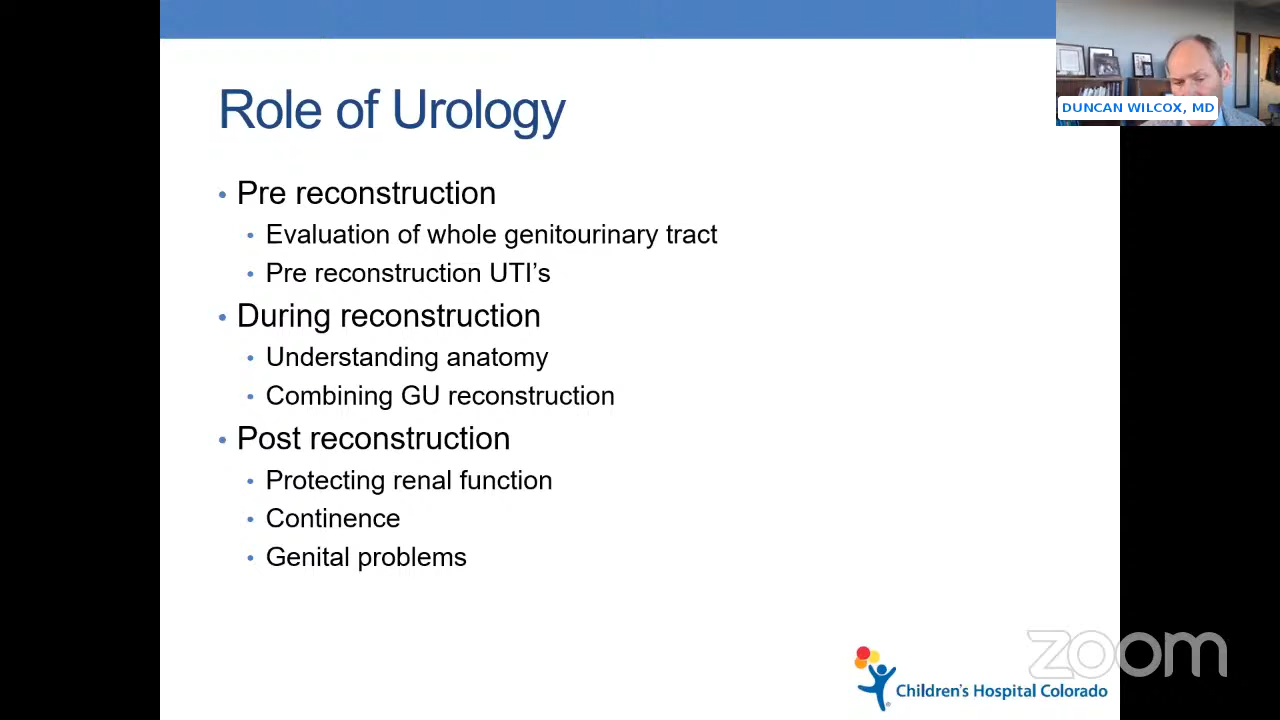 DUNCAN WILCOX, MD
Role of Urology
• Pre reconstruction
• Evaluation of whole genitourinary tract
• Pre reconstruction UTI's
• During reconstruction
• Understanding anatomy
• Combining GU reconstruction
• Post reconstruction
• Protecting renal function
• Continence
• Genital problems
zoom
Children's Hospital Colorado